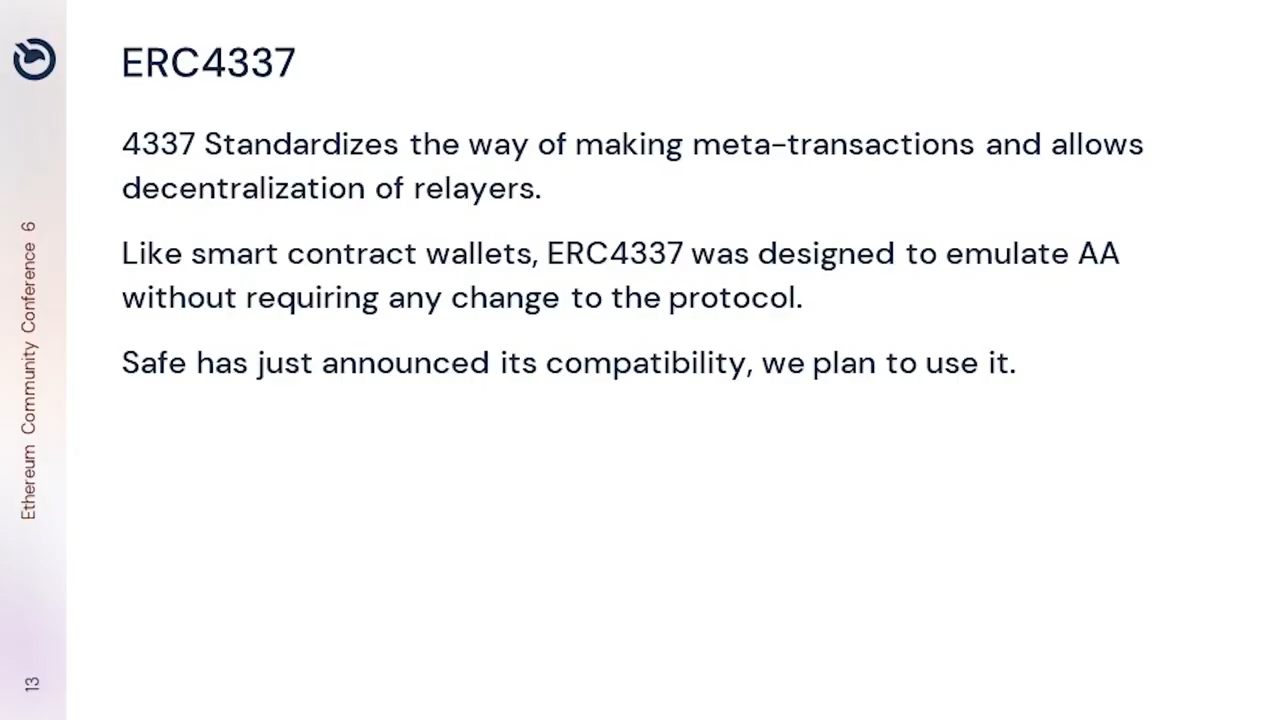 ERC4337
4337 Standardizes the way of making meta-transactions and allows
decentralization of relayers.
Like smart contract wallets, ERC4337 was designed to emulate AA
without requiring any change to the protocol.
Safe has just announced its compatibility, we plan to use it.
Ethereum Community Conference 6
13